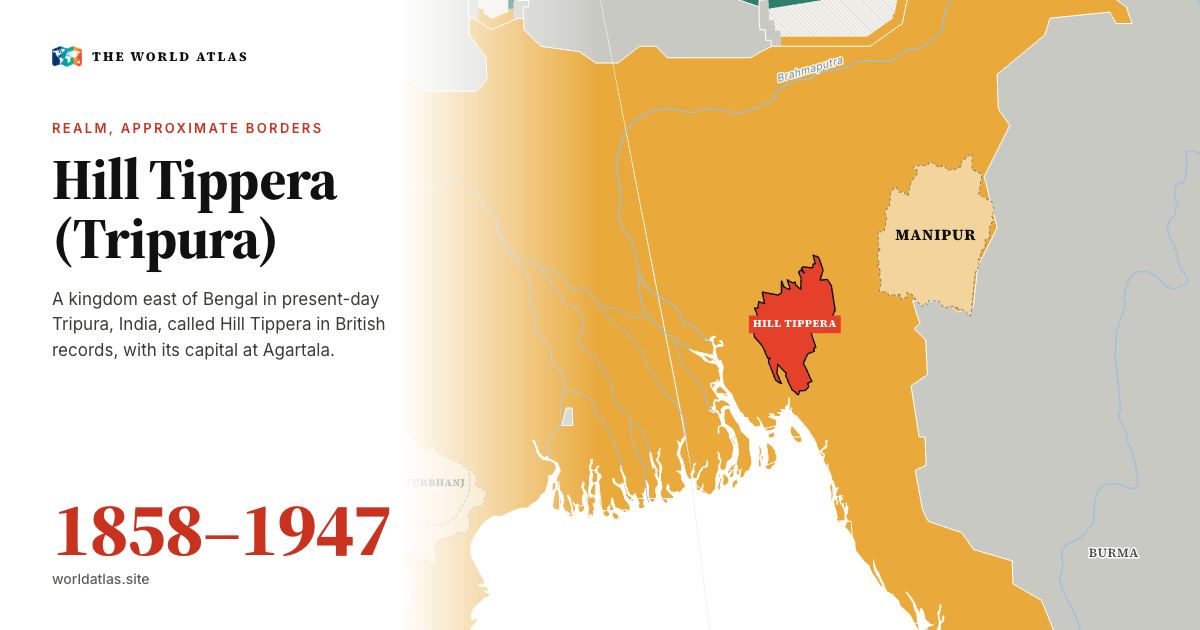 THE WORLD ATLAS
REALM, APPROXIMATE BORDERS
Hill Tippera
(Tripura)
A kingdom east of Bengal in present-day
Tripura, India, called Hill Tippera in British
records, with its capital at Agartala.
1858–1947
worldatlas.site
Brahmaputra
MANIPUR
HILL TIPPERA
BURMA